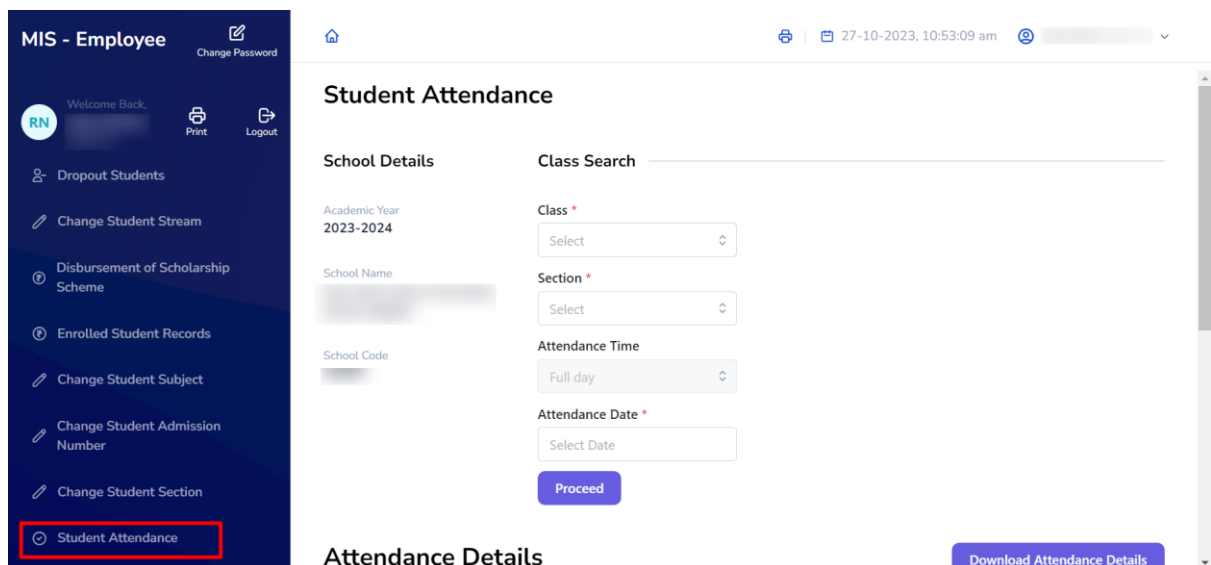 MIS - Employee
Change Password
Welcome Back,
RN
Print
Logout
Dropout Students
Change Student Stream
Disbursement of Scholarship
Scheme
Enrolled Student Records
Change Student Subject
Change Student Admission
Number
Change Student Section
Student Attendance
27-10-2023, 10:53:09 am
Student Attendance
School Details
Academic Year
2023-2024
School Name
School Code
Class Search
Class *
Select
Section *
Select
Attendance Time
Full day
Attendance Date *
Select Date
Proceed
Attendance Details
Download Attendance Details